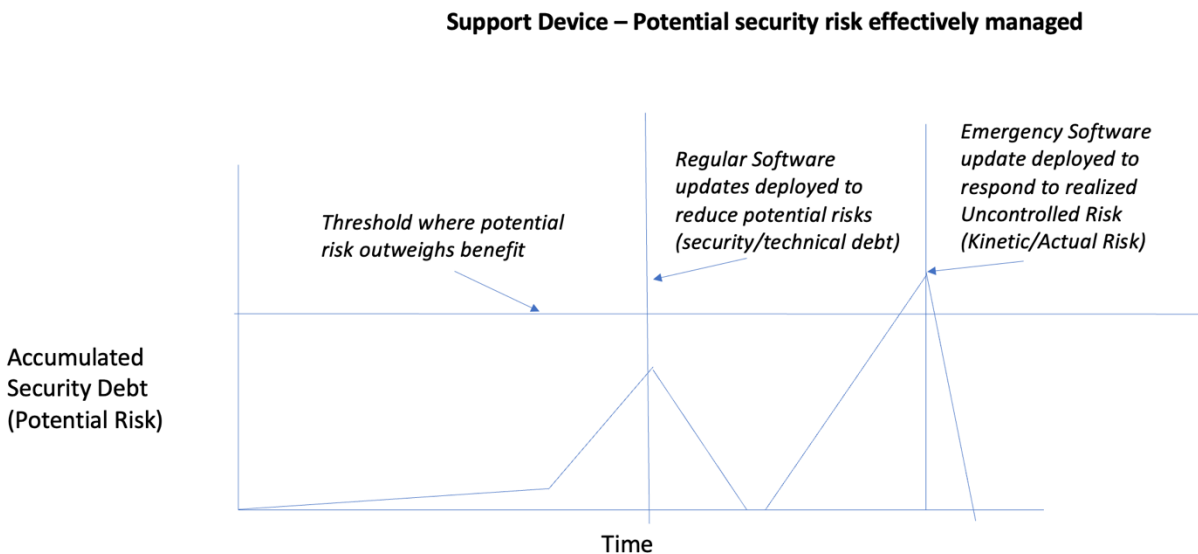 Support Device – Potential security risk effectively managed
Threshold where potential
risk outweighs benefit
Regular Software
updates deployed to
reduce potential risks
(security/technical debt)
Emergency Software
update deployed to
respond to realized
Uncontrolled Risk
(Kinetic/Actual Risk)
Accumulated
Security Debt
(Potential Risk)
Time